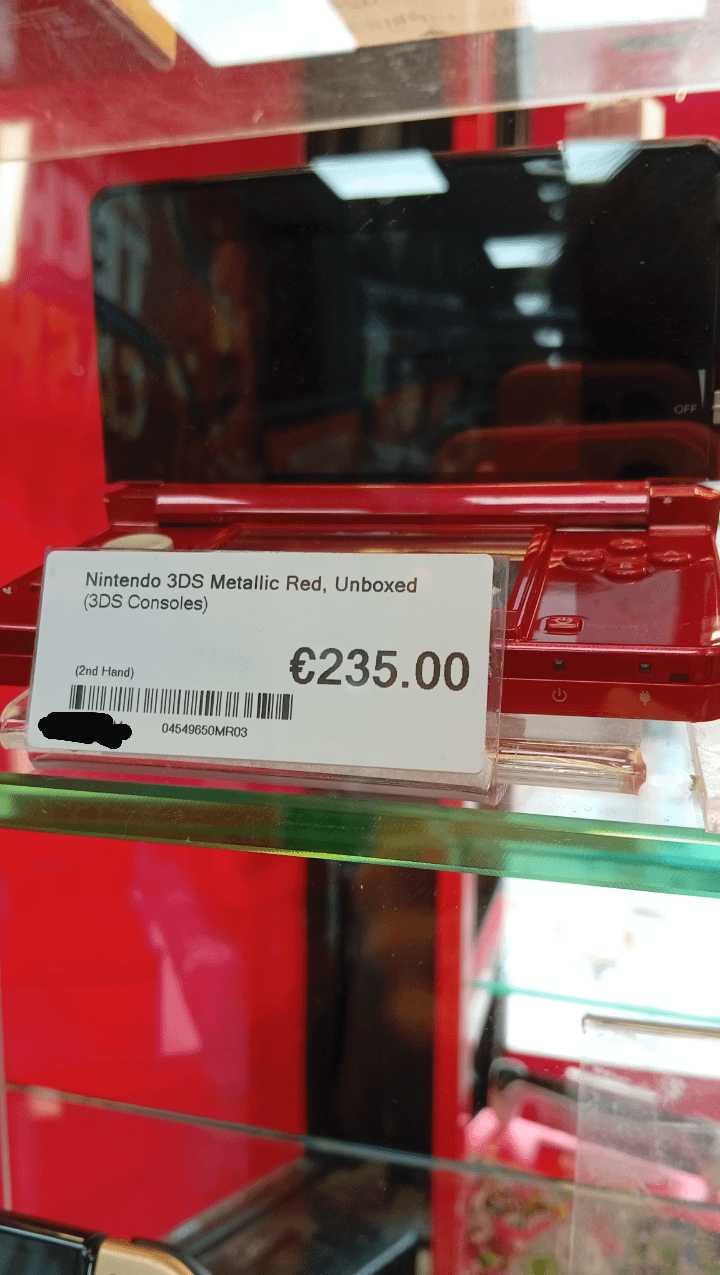 OFF
Nintendo 3DS Metallic Red, Unboxed
(3DS Consoles)
€235.00
(2nd Hand)
04549650MR03